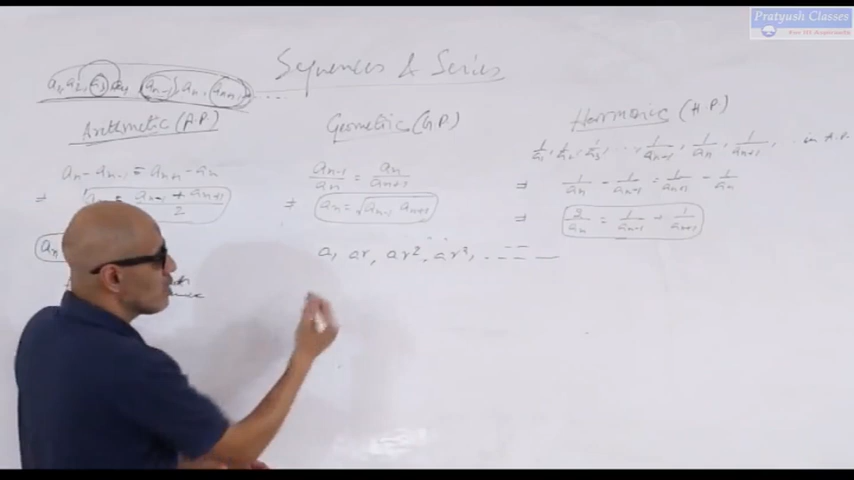 Pratyush Classes
Sequences & Series
a₁, a₂, a₃, a₄, aₙ₋₁, aₙ, aₙ₊₁, ...
Arithmetic (A.P.)
aₙ - aₙ₋₁ = aₙ₊₁ - aₙ
⇒ aₙ = (aₙ₋₁ + aₙ₊₁)/2
aₙ
Geometric (G.P)
aₙ₋₁/aₙ = aₙ/aₙ₊₁
⇒ aₙ = √aₙ₋₁ aₙ₊₁
a, ar, ar², ar³, . - - - —
Harmonic (H.P.)
1/a₁, 1/a₂, 1/a₃, ..., 1/aₙ₋₁, 1/aₙ, 1/aₙ₊₁, .. in A.P.
⇒ 1/aₙ - 1/aₙ₋₁ = 1/aₙ₊₁ - 1/aₙ
⇒ 2/aₙ = 1/aₙ₋₁ + 1/aₙ₊₁